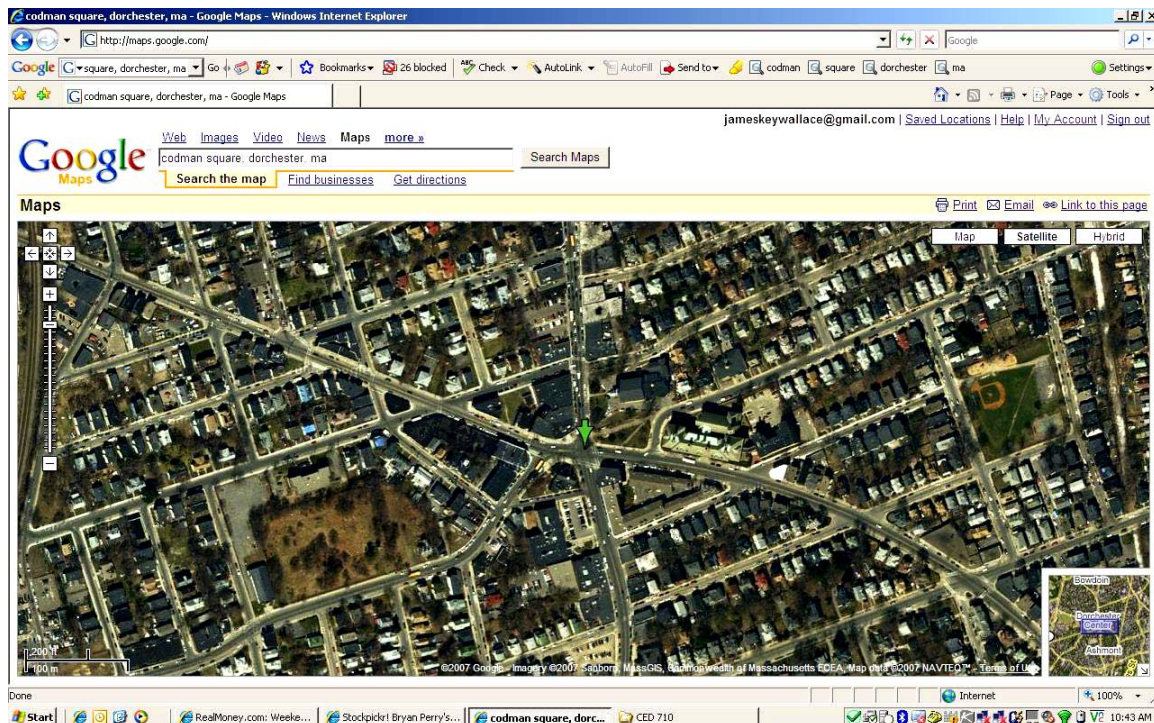 codman square, dorchester, ma - Google Maps - Windows Internet Explorer
http://maps.google.com/
Google
Google
square, dorchester, ma
Go
Bookmarks
26 blocked
Check
AutoLink
AutoFill
Send to
codman
square
dorchester
ma
Settings
codman square, dorchester, ma - Google Maps
Page
Tools
jameskeywallace@gmail.com | Saved Locations | Help | My Account | Sign out
Web Images Video News Maps more »
Google Maps
codman square, dorchester, ma
Search Maps
Search the map
Find businesses
Get directions
Maps
Print
Email
Link to this page
Map
Satellite
Hybrid
Bowdoin
Dorchester Center
Ashmont
200 ft
100 m
©2007 Google - Imagery ©2007 Sanborn, MassGIS, Commonwealth of Massachusetts EOEA, Map data ©2007 NAVTEQ™ - Terms of Use
Done
Internet
100%
Start
RealMoney.com: Weeke...
Stockpickr! Bryan Perry's...
codman square, dorc...
CED 710
10:43 AM